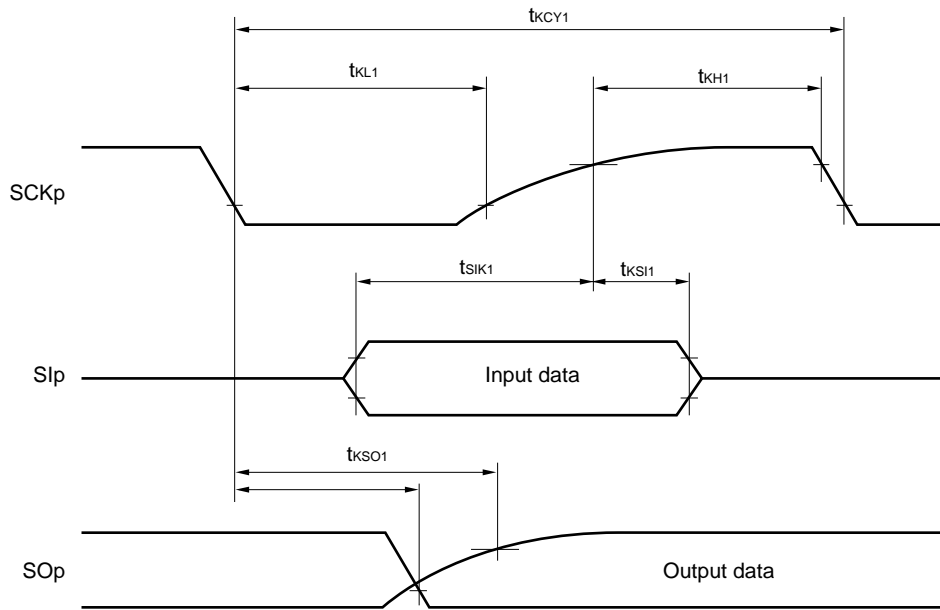 tKCY1
tKL1
tKH1
SCKp
tSIK1
tKSI1
SIp
Input data
tKSO1
SOp
Output data